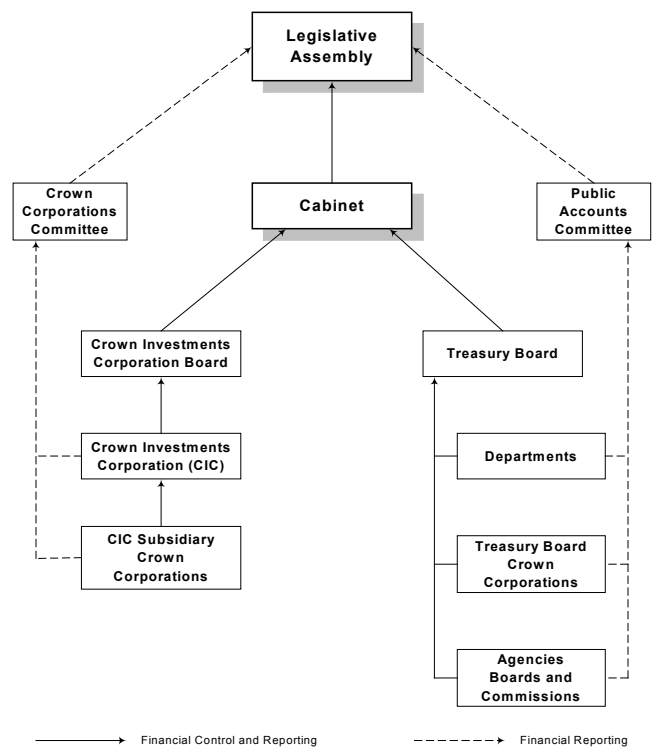 Legislative
Assembly
Crown
Corporations
Committee
Cabinet
Public
Accounts
Committee
Crown Investments
Corporation Board
Treasury Board
Crown Investments
Corporation (CIC)
Departments
CIC Subsidiary
Crown
Corporations
Treasury Board
Crown
Corporations
Agencies
Boards and
Commissions
Financial Control and Reporting
Financial Reporting